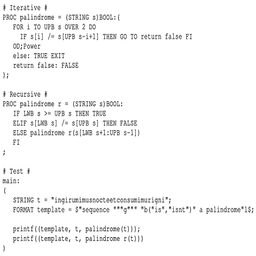 # Iterative #
PROC palindrome = (STRING s)BOOL:(
FOR i TO UPB s OVER 2 DO
IF s[i] /= s[UPB s-i+1] THEN GO TO return false FI
OD;Power
else: TRUE EXIT
return false: FALSE
);
# Recursive #
PROC palindrome r = (STRING s)BOOL:
IF LWB s >= UPB s THEN TRUE
ELIF s[LWB s] /= s[UPB s] THEN FALSE
ELSE palindrome r(s[LWB s+1:UPB s-1])
FI
;
# Test #
main:
(
STRING t = "ingirumimusnocteetconsumimurigni";
FORMAT template = $"sequence """g""" "b("is","isnt")" a palindrome"l$;
printf((template, t, palindrome(t)));
printf((template, t, palindrome r(t)))
)